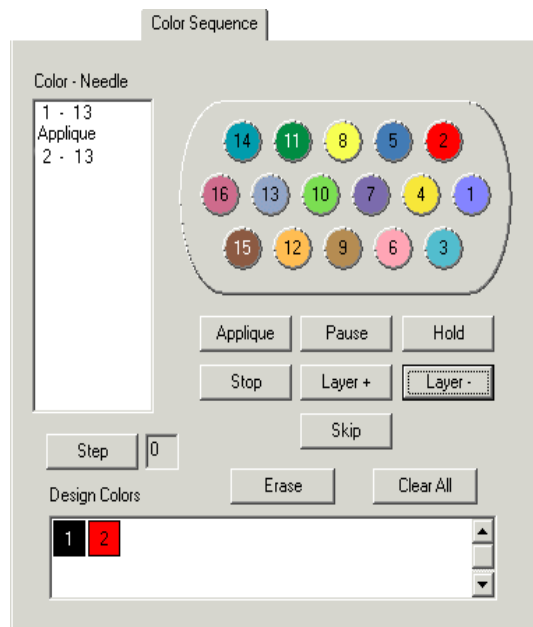 Color Sequence
Color - Needle
1 - 13
Applique
2 - 13
14 11 8 5 2
16 13 10 7 4 1
15 12 9 6 3
Applique Pause Hold
Stop Layer + Layer -
Skip
Step 0
Erase Clear All
Design Colors
1 2